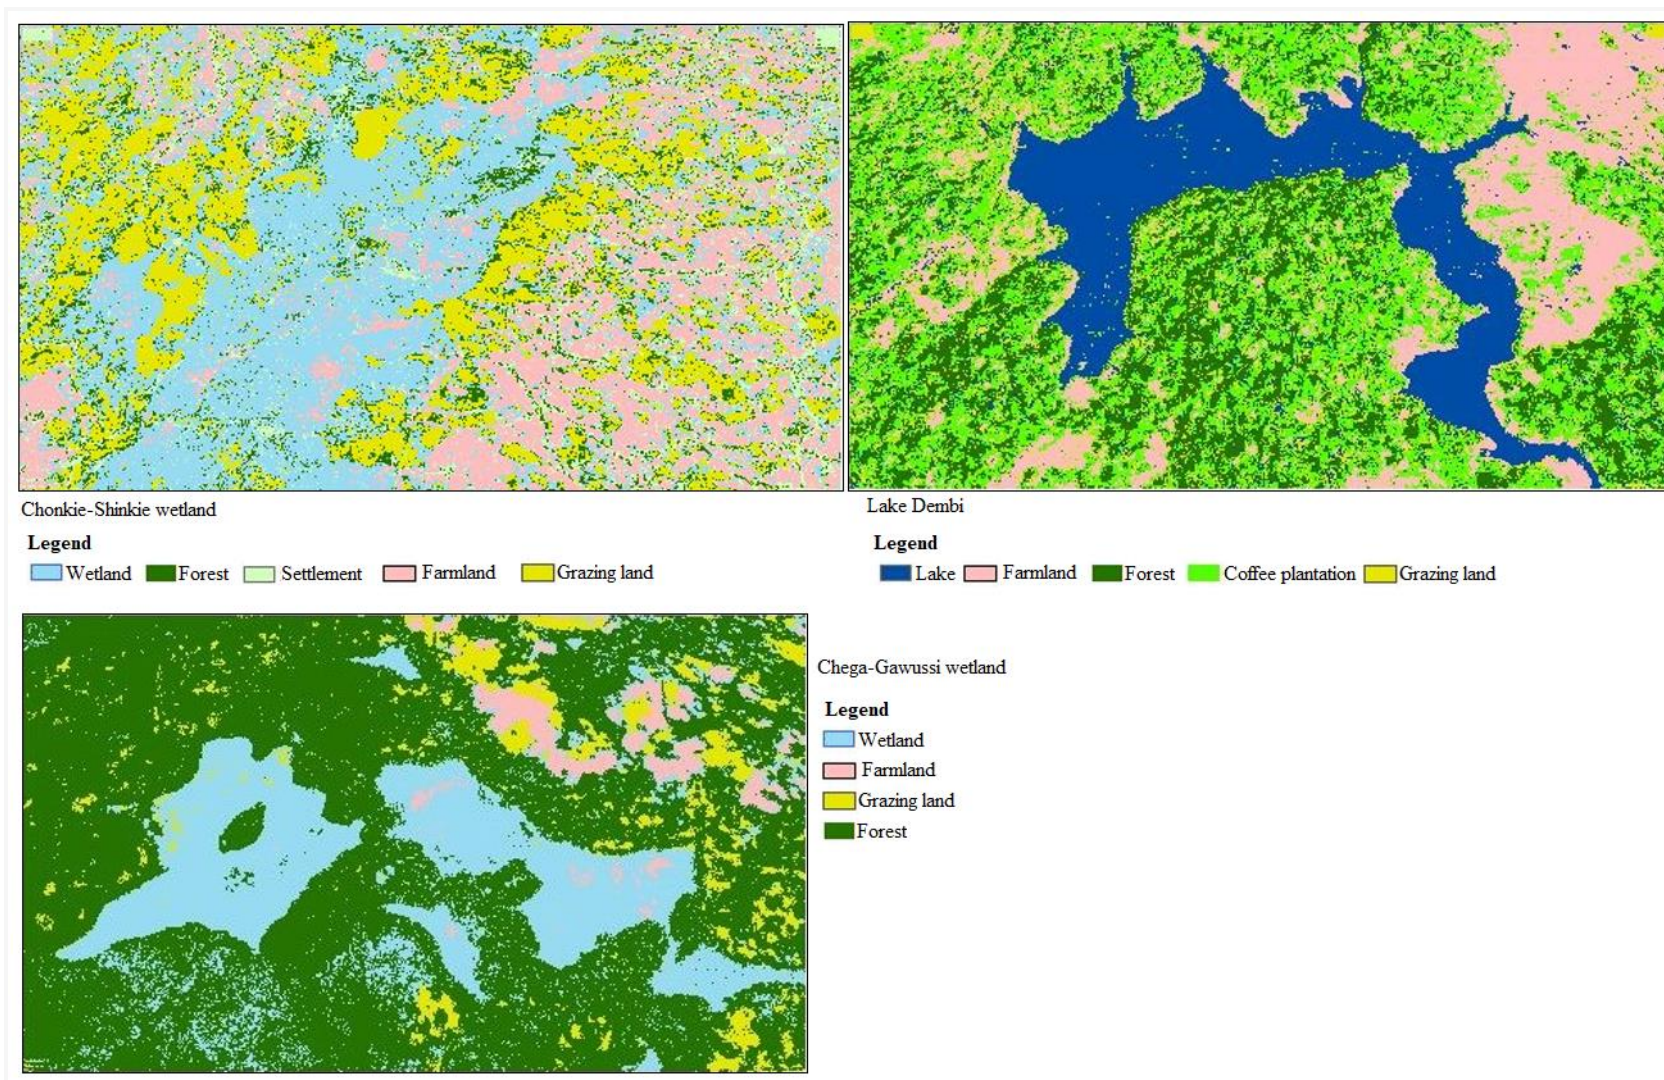 Chonkie-Shinkie wetland
Legend
Wetland Forest Settlement Farmland Grazing land
Lake Dembi
Legend
Lake Farmland Forest Coffee plantation Grazing land
Chega-Gawussi wetland
Legend
Wetland
Farmland
Grazing land
Forest